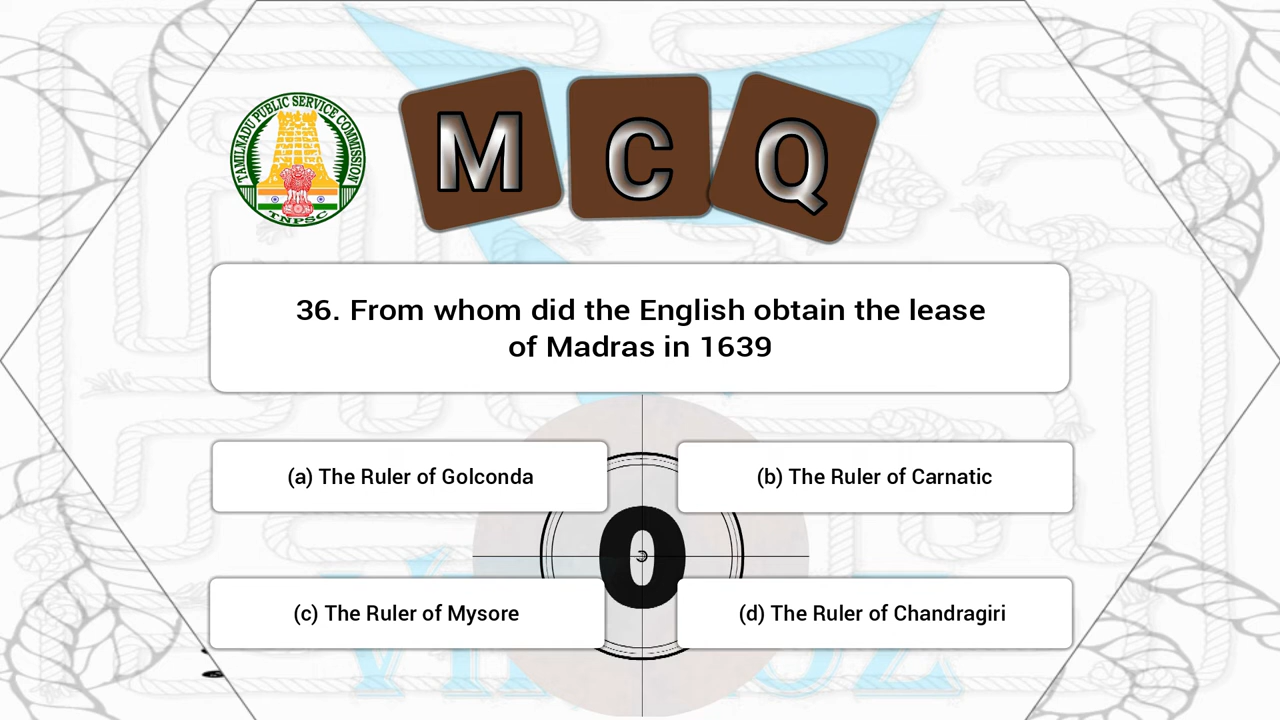 TAMILNADU PUBLIC SERVICE COMMISSION
TNPSC
M C Q
36. From whom did the English obtain the lease
of Madras in 1639
(a) The Ruler of Golconda
(b) The Ruler of Carnatic
0
(c) The Ruler of Mysore
(d) The Ruler of Chandragiri